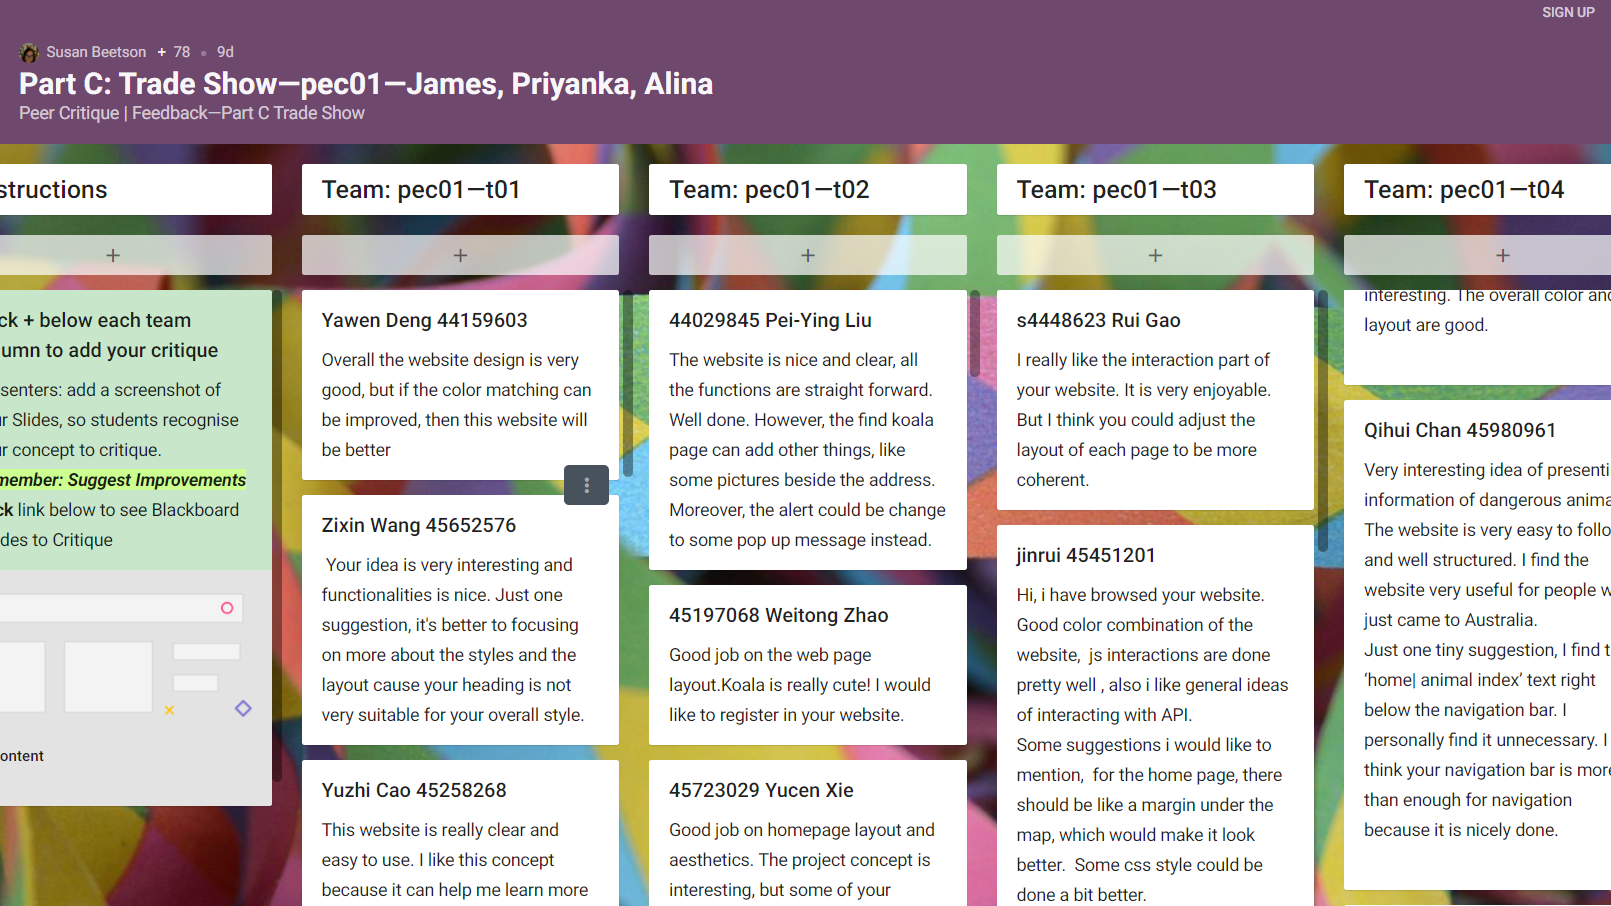 SIGN UP
Susan Beetson + 78 • 9d
Part C: Trade Show—pec01—James, Priyanka, Alina
Peer Critique | Feedback—Part C Trade Show
structions
ck + below each team
umn to add your critique
senters: add a screenshot of
ur Slides, so students recognise
ur concept to critique.
member: Suggest Improvements
ck link below to see Blackboard
des to Critique
ontent
Team: pec01—t01
+
Yawen Deng 44159603
Overall the website design is very
good, but if the color matching can
be improved, then this website will
be better
Zixin Wang 45652576
Your idea is very interesting and
functionalities is nice. Just one
suggestion, it's better to focusing
on more about the styles and the
layout cause your heading is not
very suitable for your overall style.
Yuzhi Cao 45258268
This website is really clear and
easy to use. I like this concept
because it can help me learn more
Team: pec01—t02
+
44029845 Pei-Ying Liu
The website is nice and clear, all
the functions are straight forward.
Well done. However, the find koala
page can add other things, like
some pictures beside the address.
Moreover, the alert could be change
to some pop up message instead.
45197068 Weitong Zhao
Good job on the web page
layout.Koala is really cute! I would
like to register in your website.
45723029 Yucen Xie
Good job on homepage layout and
aesthetics. The project concept is
interesting, but some of your
Team: pec01—t03
+
s4448623 Rui Gao
I really like the interaction part of
your website. It is very enjoyable.
But I think you could adjust the
layout of each page to be more
coherent.
jinrui 45451201
Hi, i have browsed your website.
Good color combination of the
website,  js interactions are done
pretty well , also i like general ideas
of interacting with API.
Some suggestions i would like to
mention,  for the home page, there
should be like a margin under the
map, which would make it look
better.  Some css style could be
done a bit better.
Team: pec01—t04
+
interesting. The overall color and
layout are good.
Qihui Chan 45980961
Very interesting idea of presenti
information of dangerous anima
The website is very easy to follo
and well structured. I find the
website very useful for people w
just came to Australia.
Just one tiny suggestion, I find t
‘home| animal index’ text right
below the navigation bar. I
personally find it unnecessary. I
think your navigation bar is more
than enough for navigation
because it is nicely done.